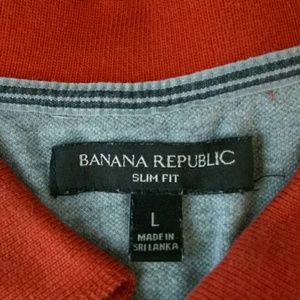 BANANA REPUBLIC
SLIM FIT
L
MADE IN
SRI LANKA